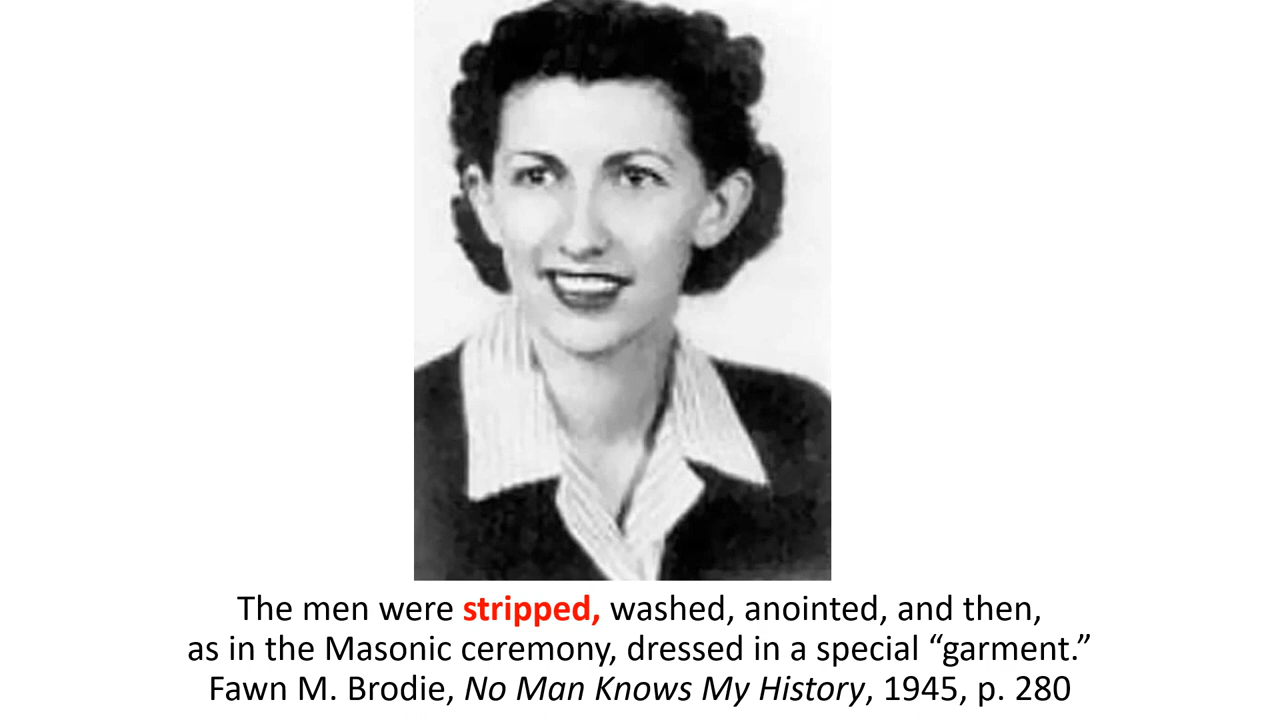 The men were stripped, washed, anointed, and then,
as in the Masonic ceremony, dressed in a special “garment.”
Fawn M. Brodie, No Man Knows My History, 1945, p. 280